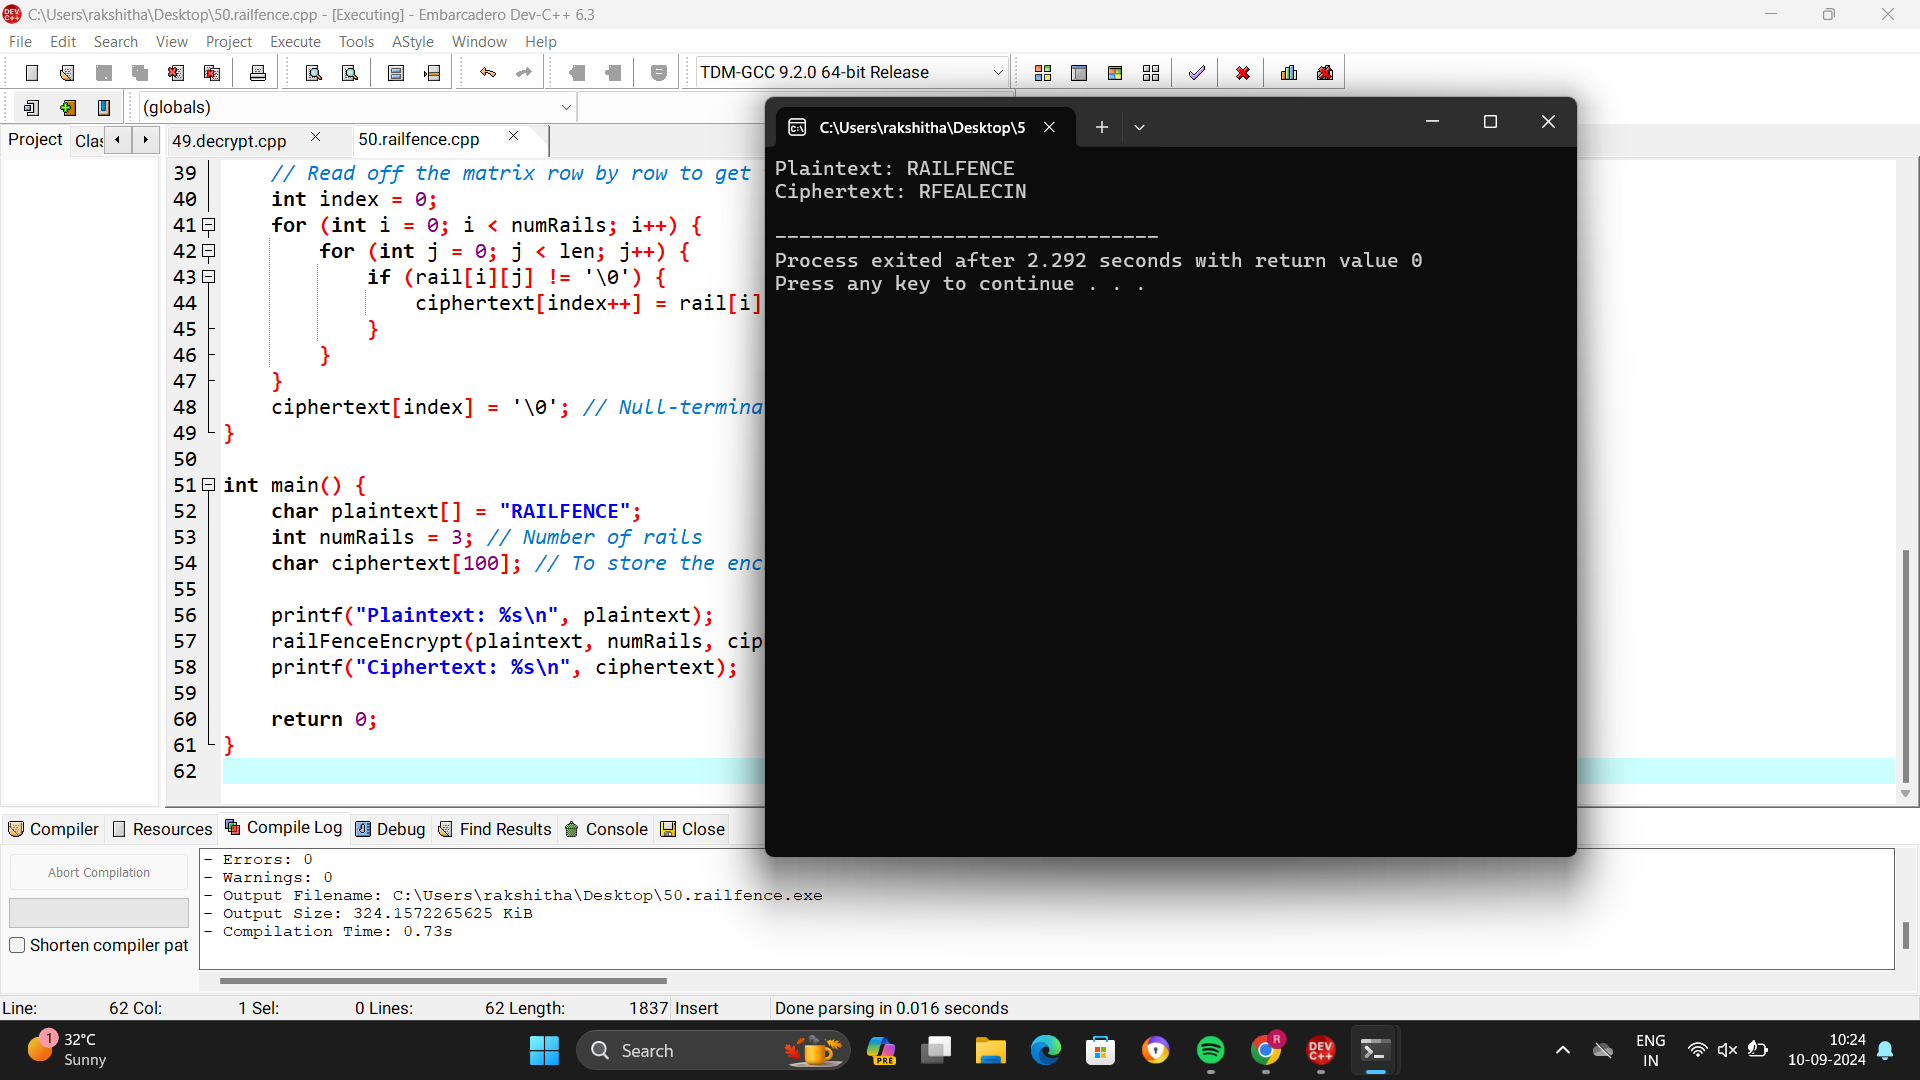 C:\Users\rakshitha\Desktop\50.railfence.cpp - [Executing] - Embarcadero Dev-C++ 6.3
File Edit Search View Project Execute Tools AStyle Window Help
TDM-GCC 9.2.0 64-bit Release
(globals)
Project Clas 49.decrypt.cpp 50.railfence.cpp
39 // Read off the matrix row by row to get
40 int index = 0;
41 for (int i = 0; i < numRails; i++) {
42 for (int j = 0; j < len; j++) {
43 if (rail[i][j] != '\0') {
44 ciphertext[index++] = rail[i]
45 }
46 }
47 }
48 ciphertext[index] = '\0'; // Null-termina
49 }
50
51 int main() {
52 char plaintext[] = "RAILFENCE";
53 int numRails = 3; // Number of rails
54 char ciphertext[100]; // To store the enc
55
56 printf("Plaintext: %s\n", plaintext);
57 railFenceEncrypt(plaintext, numRails, cip
58 printf("Ciphertext: %s\n", ciphertext);
59
60 return 0;
61 }
62
C:\Users\rakshitha\Desktop\5
Plaintext: RAILFENCE
Ciphertext: RFEALECIN
--------------------------------
Process exited after 2.292 seconds with return value 0
Press any key to continue . . .
Compiler Resources Compile Log Debug Find Results Console Close
Abort Compilation
Shorten compiler pat
- Errors: 0
- Warnings: 0
- Output Filename: C:\Users\rakshitha\Desktop\50.railfence.exe
- Output Size: 324.1572265625 KiB
- Compilation Time: 0.73s
Line: 62 Col: 1 Sel: 0 Lines: 62 Length: 1837 Insert Done parsing in 0.016 seconds
1
32°C
Sunny
Search
PRE
R
DEV
C++
ENG
IN
10:24
10-09-2024